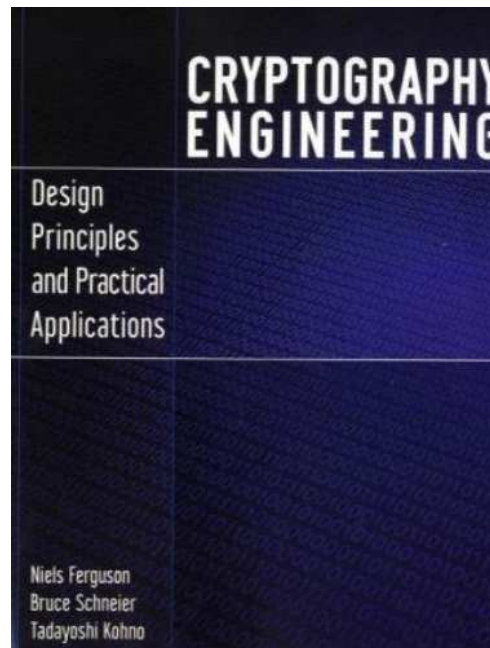 CRYPTOGRAPHY
ENGINEERING
Design
Principles
and Practical
Applications
Niels Ferguson
Bruce Schneier
Tadayoshi Kohno